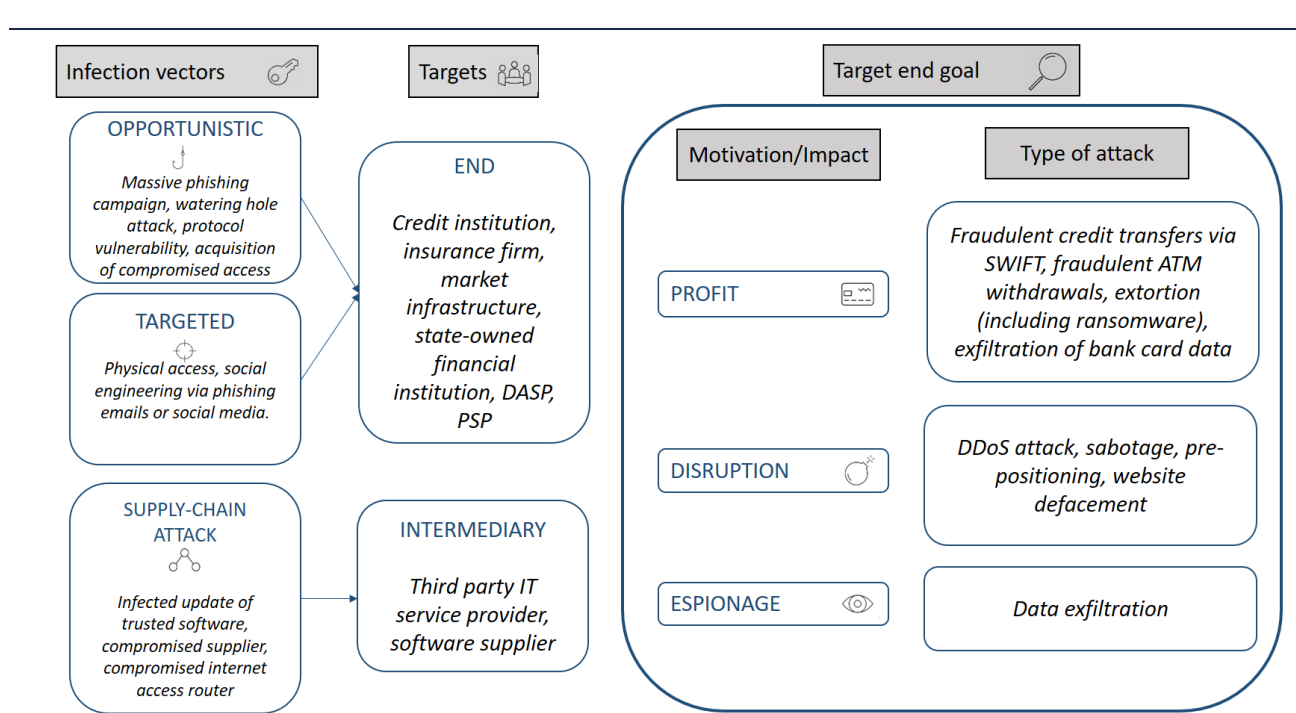 Infection vectors
OPPORTUNISTIC
Massive phishing
campaign, watering hole
attack, protocol
vulnerability, acquisition
of compromised access
TARGETED
Physical access, social
engineering via phishing
emails or social media.
SUPPLY-CHAIN
ATTACK
Infected update of
trusted software,
compromised supplier,
compromised internet
access router
Targets
END
Credit institution,
insurance firm,
market
infrastructure,
state-owned
financial
institution, DASP,
PSP
INTERMEDIARY
Third party IT
service provider,
software supplier
Target end goal
Motivation/Impact
Type of attack
PROFIT
Fraudulent credit transfers via
SWIFT, fraudulent ATM
withdrawals, extortion
(including ransomware),
exfiltration of bank card data
DISRUPTION
DDoS attack, sabotage, pre-
positioning, website
defacement
ESPIONAGE
Data exfiltration